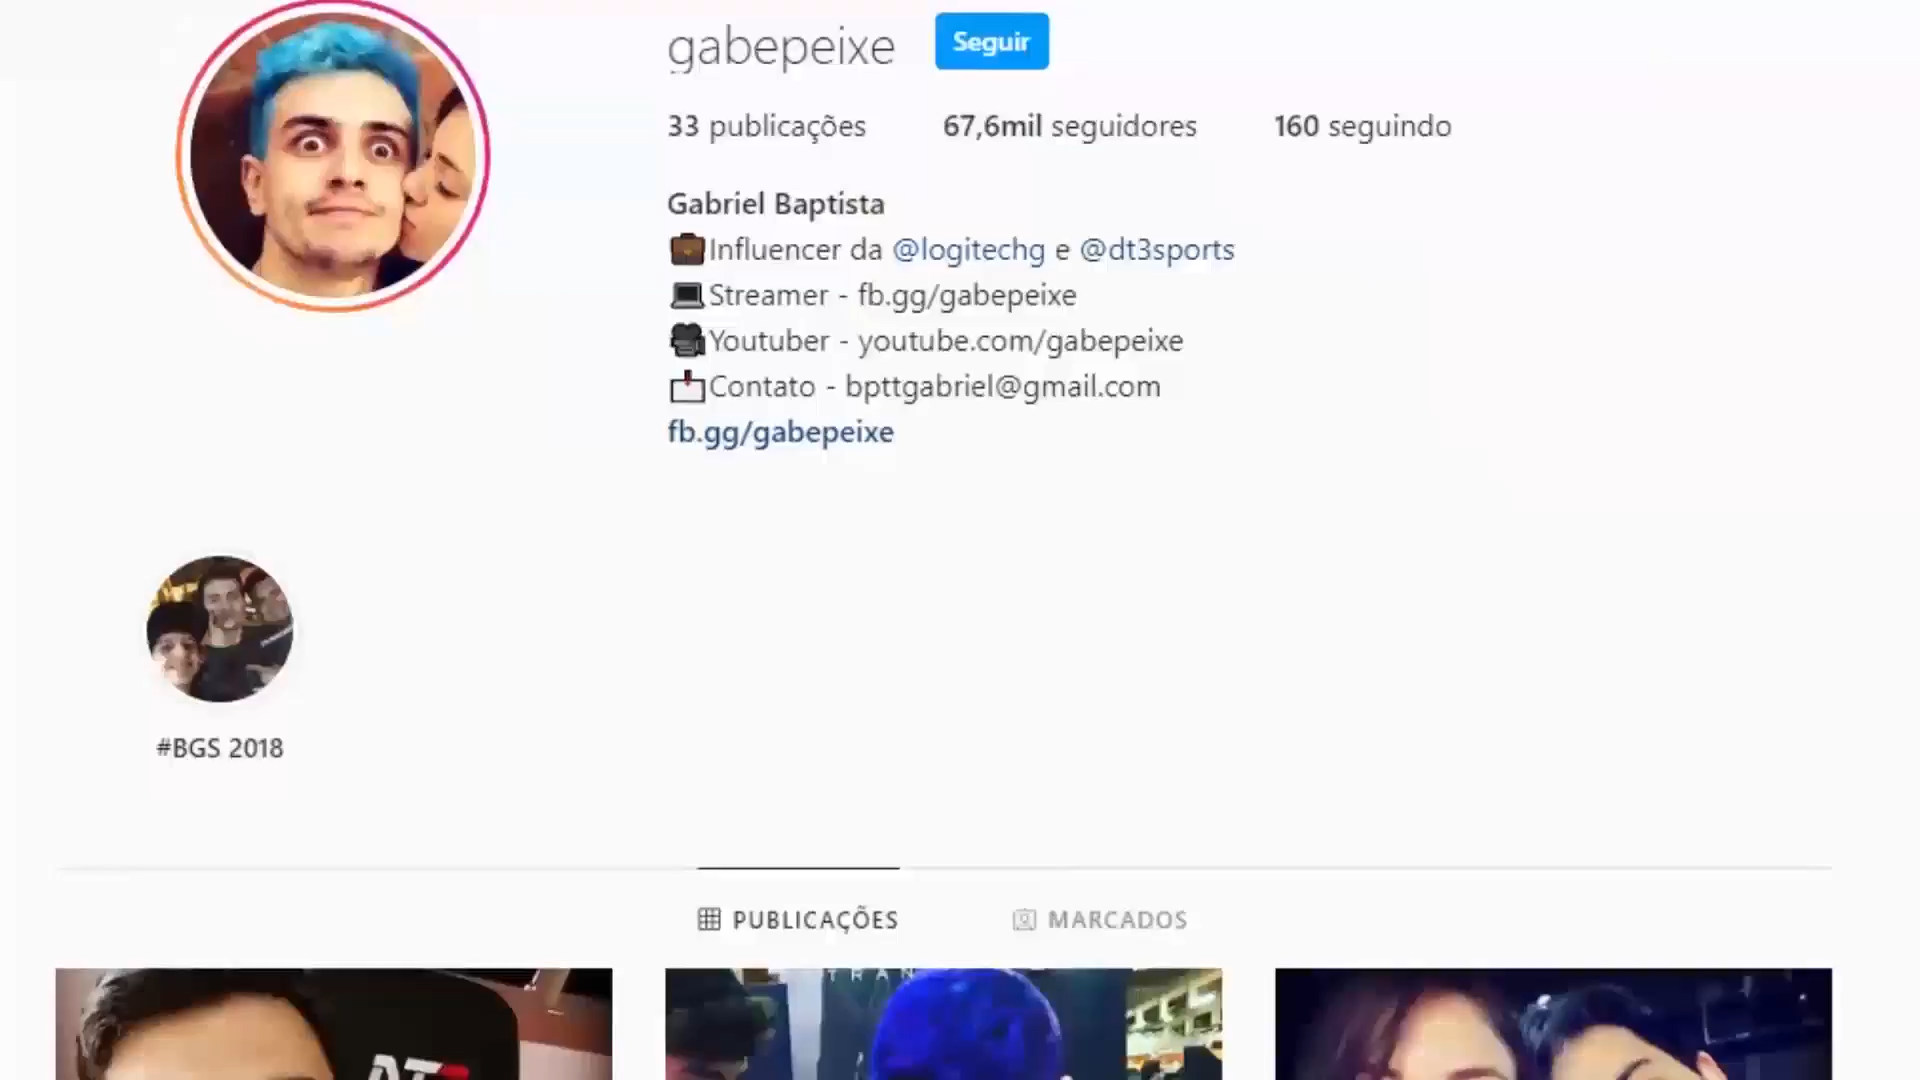 gabepeixe Seguir
33 publicações 67,6mil seguidores 160 seguindo
Gabriel Baptista
Influencer da @logitechg e @dt3sports
Streamer - fb.gg/gabepeixe
Youtuber - youtube.com/gabepeixe
Contato - bpttgabriel@gmail.com
fb.gg/gabepeixe
#BGS 2018
PUBLICAÇÕES MARCADOS
TRAN